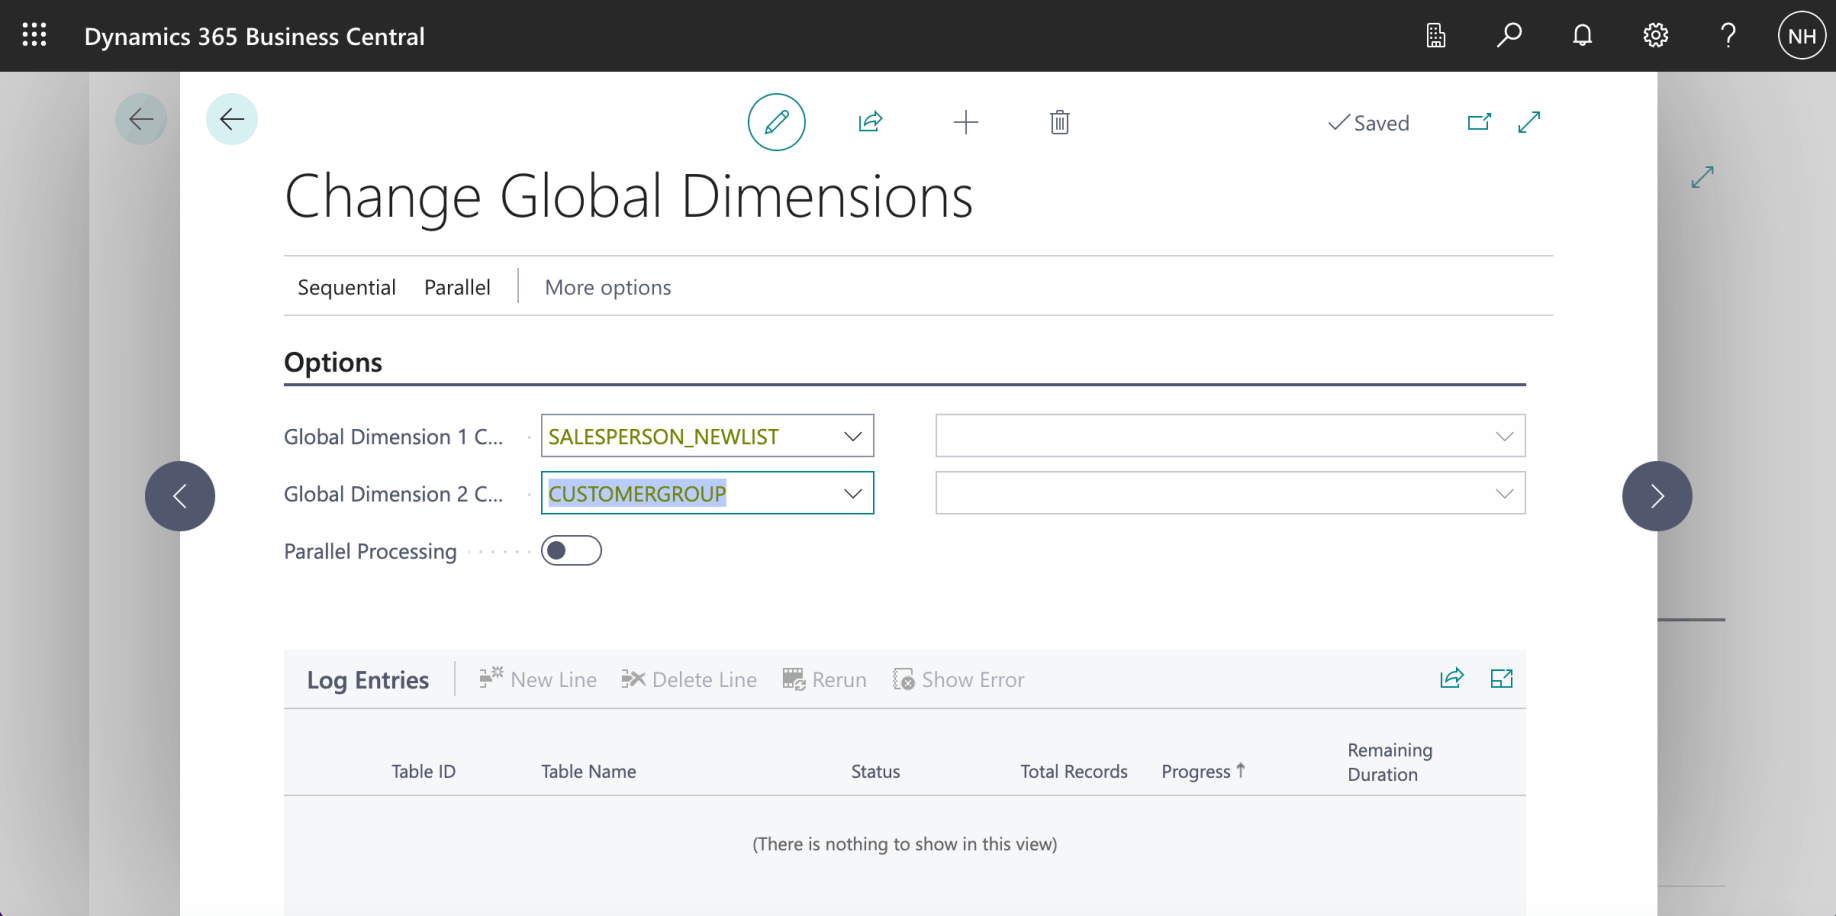 Dynamics 365 Business Central
NH
Saved
Change Global Dimensions
Sequential Parallel More options
Options
Global Dimension 1 C... SALESPERSON_NEWLIST
Global Dimension 2 C... CUSTOMERGROUP
Parallel Processing
Log Entries New Line Delete Line Rerun Show Error
Table ID Table Name Status Total Records Progress↑ Remaining Duration
(There is nothing to show in this view)